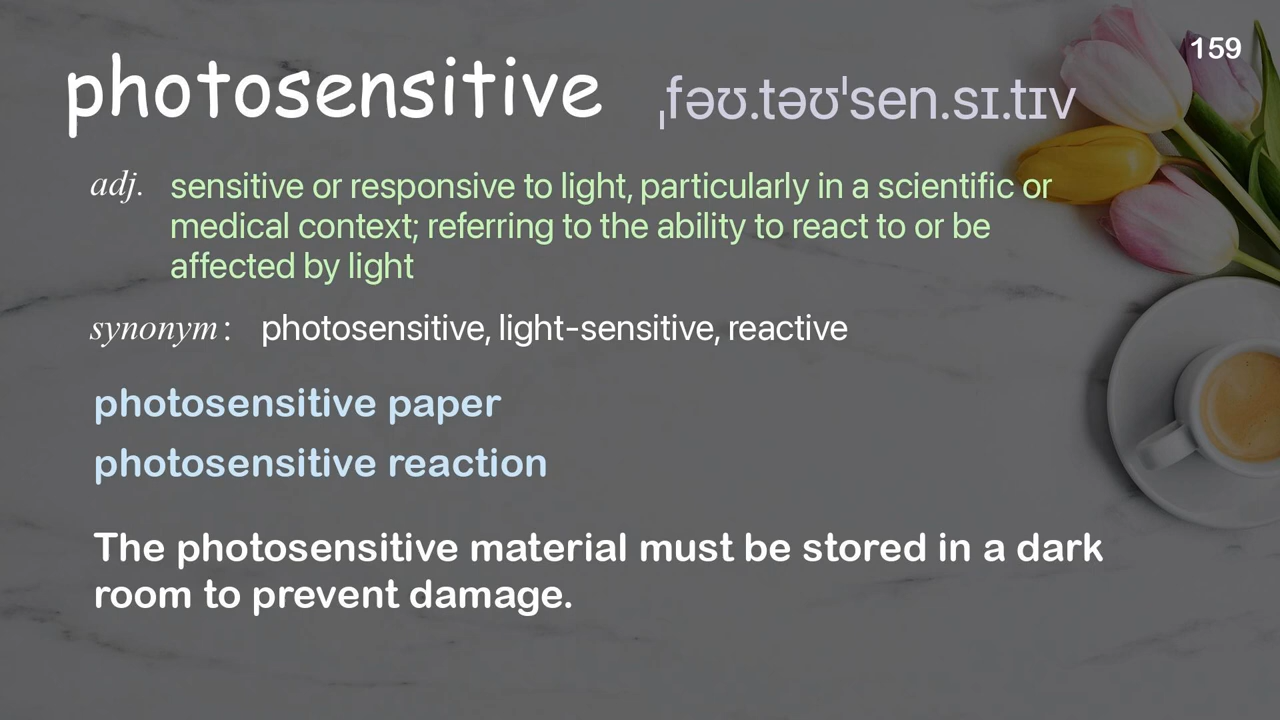 159
photosensitive ˌfəʊ.təʊˈsen.sɪ.tɪv
adj. sensitive or responsive to light, particularly in a scientific or
medical context; referring to the ability to react to or be
affected by light
synonym: photosensitive, light-sensitive, reactive
photosensitive paper
photosensitive reaction
The photosensitive material must be stored in a dark
room to prevent damage.